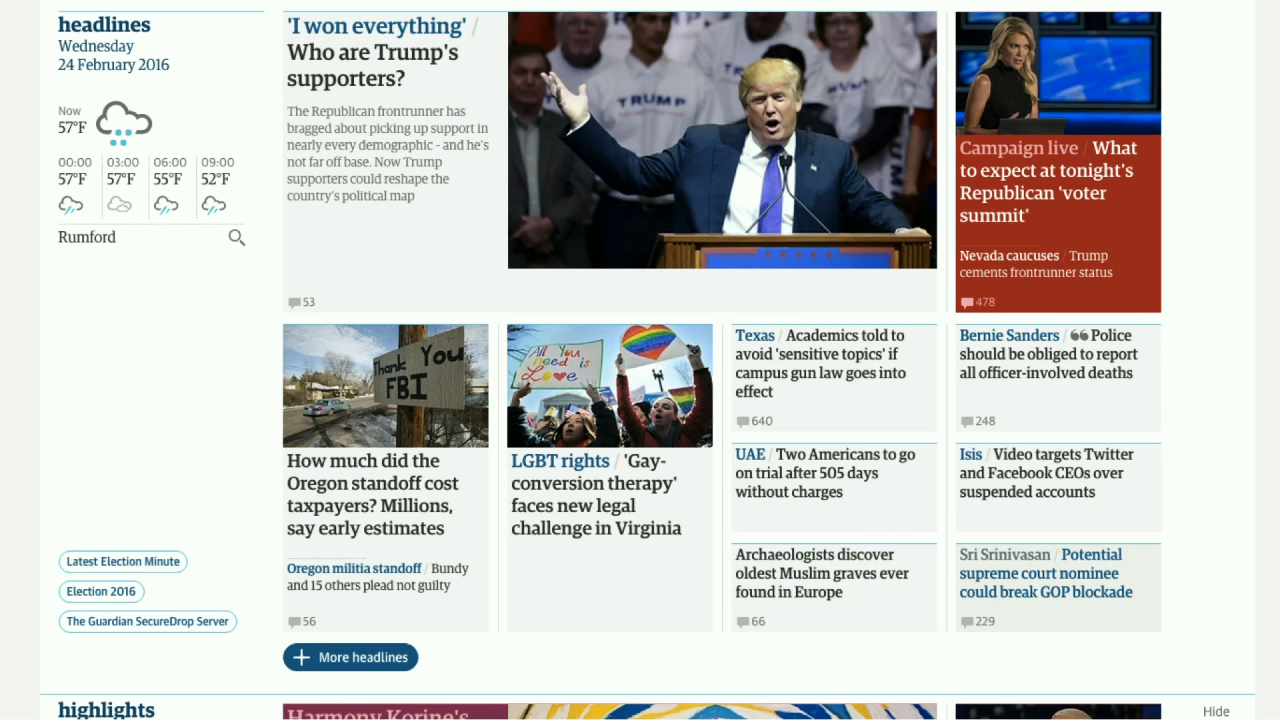 headlines
Wednesday
24 February 2016
Now
57°F
00:00 03:00 06:00 09:00
57°F 57°F 55°F 52°F
Rumford
Latest Election Minute
Election 2016
The Guardian SecureDrop Server
'I won everything' /
Who are Trump's
supporters?
The Republican frontrunner has
bragged about picking up support in
nearly every demographic - and he's
not far off base. Now Trump
supporters could reshape the
country's political map
53
TRUMP
Campaign live / What
to expect at tonight's
Republican 'voter
summit'
Nevada caucuses / Trump
cements frontrunner status
478
Thank You
FBI
How much did the
Oregon standoff cost
taxpayers? Millions,
say early estimates
Oregon militia standoff / Bundy
and 15 others plead not guilty
56
All You
need is
Love
LGBT rights / 'Gay-
conversion therapy'
faces new legal
challenge in Virginia
Texas / Academics told to
avoid 'sensitive topics' if
campus gun law goes into
effect
640
UAE / Two Americans to go
on trial after 505 days
without charges
Archaeologists discover
oldest Muslim graves ever
found in Europe
66
Bernie Sanders / ❝ Police
should be obliged to report
all officer-involved deaths
248
Isis / Video targets Twitter
and Facebook CEOs over
suspended accounts
Sri Srinivasan / Potential
supreme court nominee
could break GOP blockade
229
More headlines
highlights
Harmony Korine's
Hide